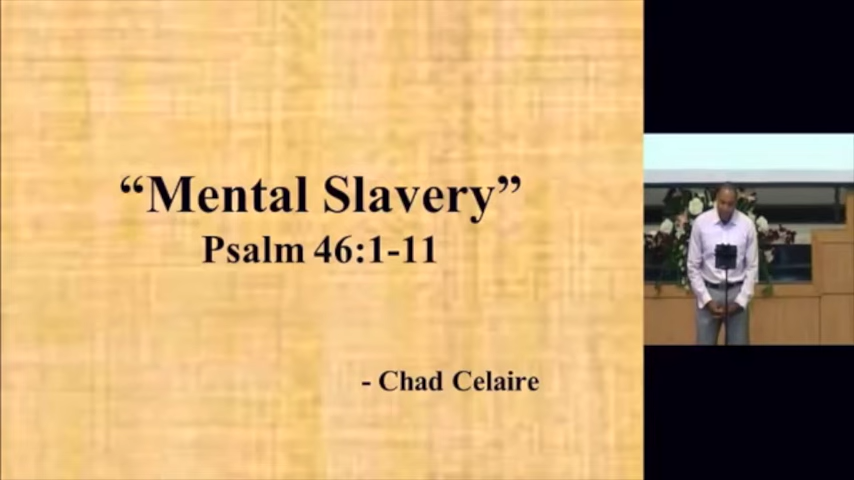 “Mental Slavery”
Psalm 46:1-11
- Chad Celaire